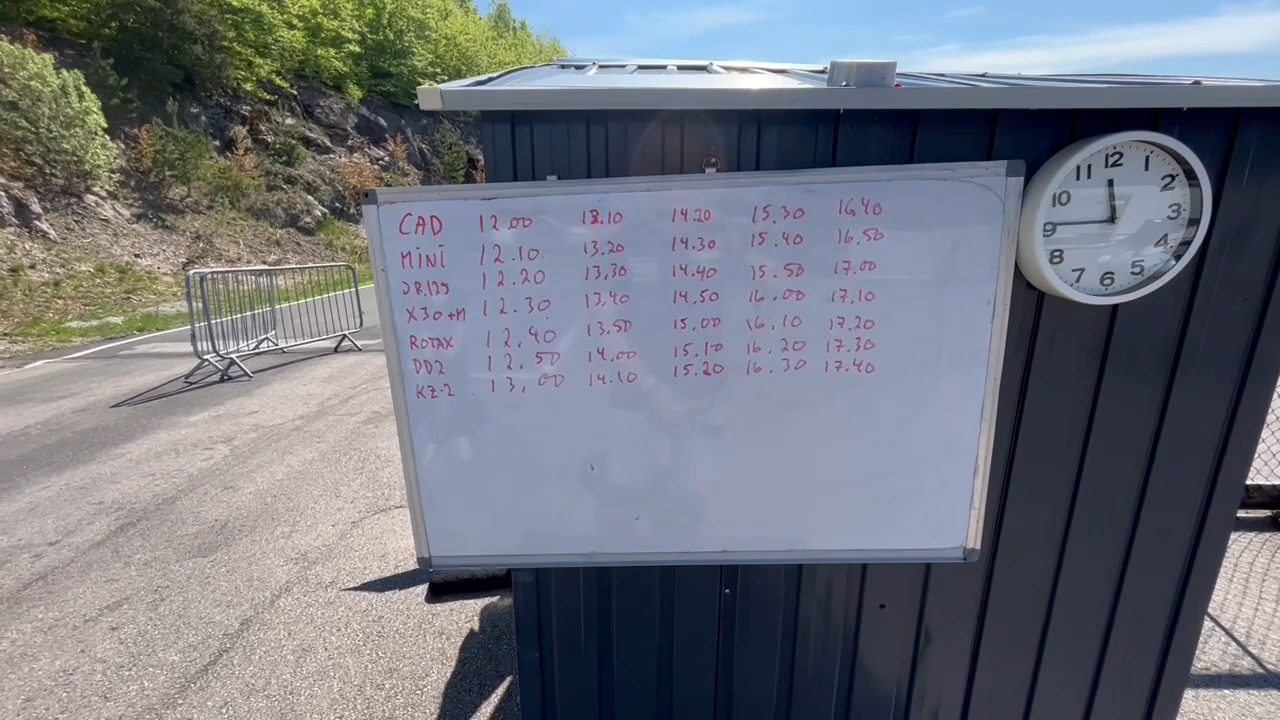 CAD 12.00 13.10 14.20 15.30 16.40
MINI 12.10. 13.20 14.30 15.40 16.50
JR.125 12.20 13.30 14.40 15.50 17.00
X30+N 12.30 13.40 14.50 16.00 17.10
ROTAX 12.40 13.50 15.00 16.10 17.20
DD2 12.50 14.00 15.10 16.20 17.30
KZ-2 13.00 14.10 15.20 16.30 17.40
12 1 2 3 4 5 6 7 8 9 10 11